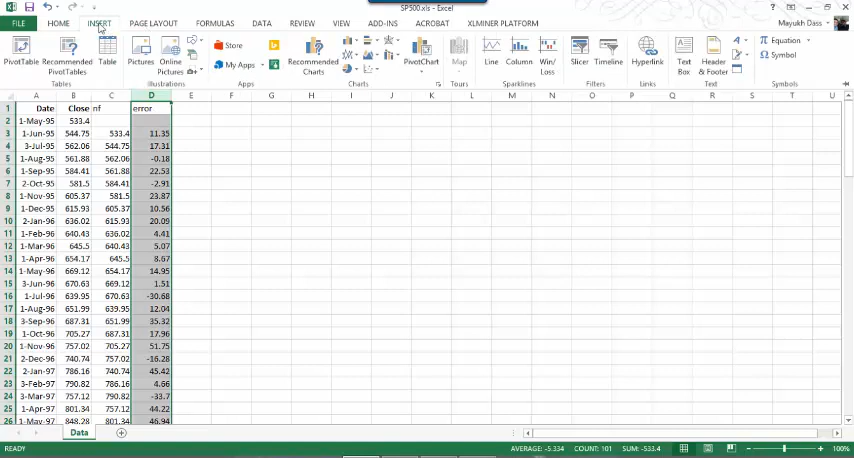 SP500.xls - Excel
FILE HOME INSERT PAGE LAYOUT FORMULAS DATA REVIEW VIEW ADD-INS ACROBAT XLMINER PLATFORM Mayukh Dass
PivotTable Recommended PivotTables Table Pictures Online Pictures Store My Apps Recommended Charts PivotChart Map Line Column Win/Loss Slicer Timeline Hyperlink Text Box Header & Footer Equation Symbol
Tables Illustrations Apps Charts Tours Sparklines Filters Links Text Symbols
A B C D E F G H I J K L M N O P Q R S T U
1 Date Close nf error
2 1-May-95 533.4
3 1-Jun-95 544.75 533.4 11.35
4 3-Jul-95 562.06 544.75 17.31
5 1-Aug-95 561.88 562.06 -0.18
6 1-Sep-95 584.41 561.88 22.53
7 2-Oct-95 581.5 584.41 -2.91
8 1-Nov-95 605.37 581.5 23.87
9 1-Dec-95 615.93 605.37 10.56
10 2-Jan-96 636.02 615.93 20.09
11 1-Feb-96 640.43 636.02 4.41
12 1-Mar-96 645.5 640.43 5.07
13 1-Apr-96 654.17 645.5 8.67
14 1-May-96 669.12 654.17 14.95
15 3-Jun-96 670.63 669.12 1.51
16 1-Jul-96 639.95 670.63 -30.68
17 1-Aug-96 651.99 639.95 12.04
18 3-Sep-96 687.31 651.99 35.32
19 1-Oct-96 705.27 687.31 17.96
20 1-Nov-96 757.02 705.27 51.75
21 2-Dec-96 740.74 757.02 -16.28
22 2-Jan-97 786.16 740.74 45.42
23 3-Feb-97 790.82 786.16 4.66
24 3-Mar-97 757.12 790.82 -33.7
25 1-Apr-97 801.34 757.12 44.22
26 1-May-97 848.28 801.34 46.94
Data
READY AVERAGE: -5.334 COUNT: 101 SUM: -533.4 100%